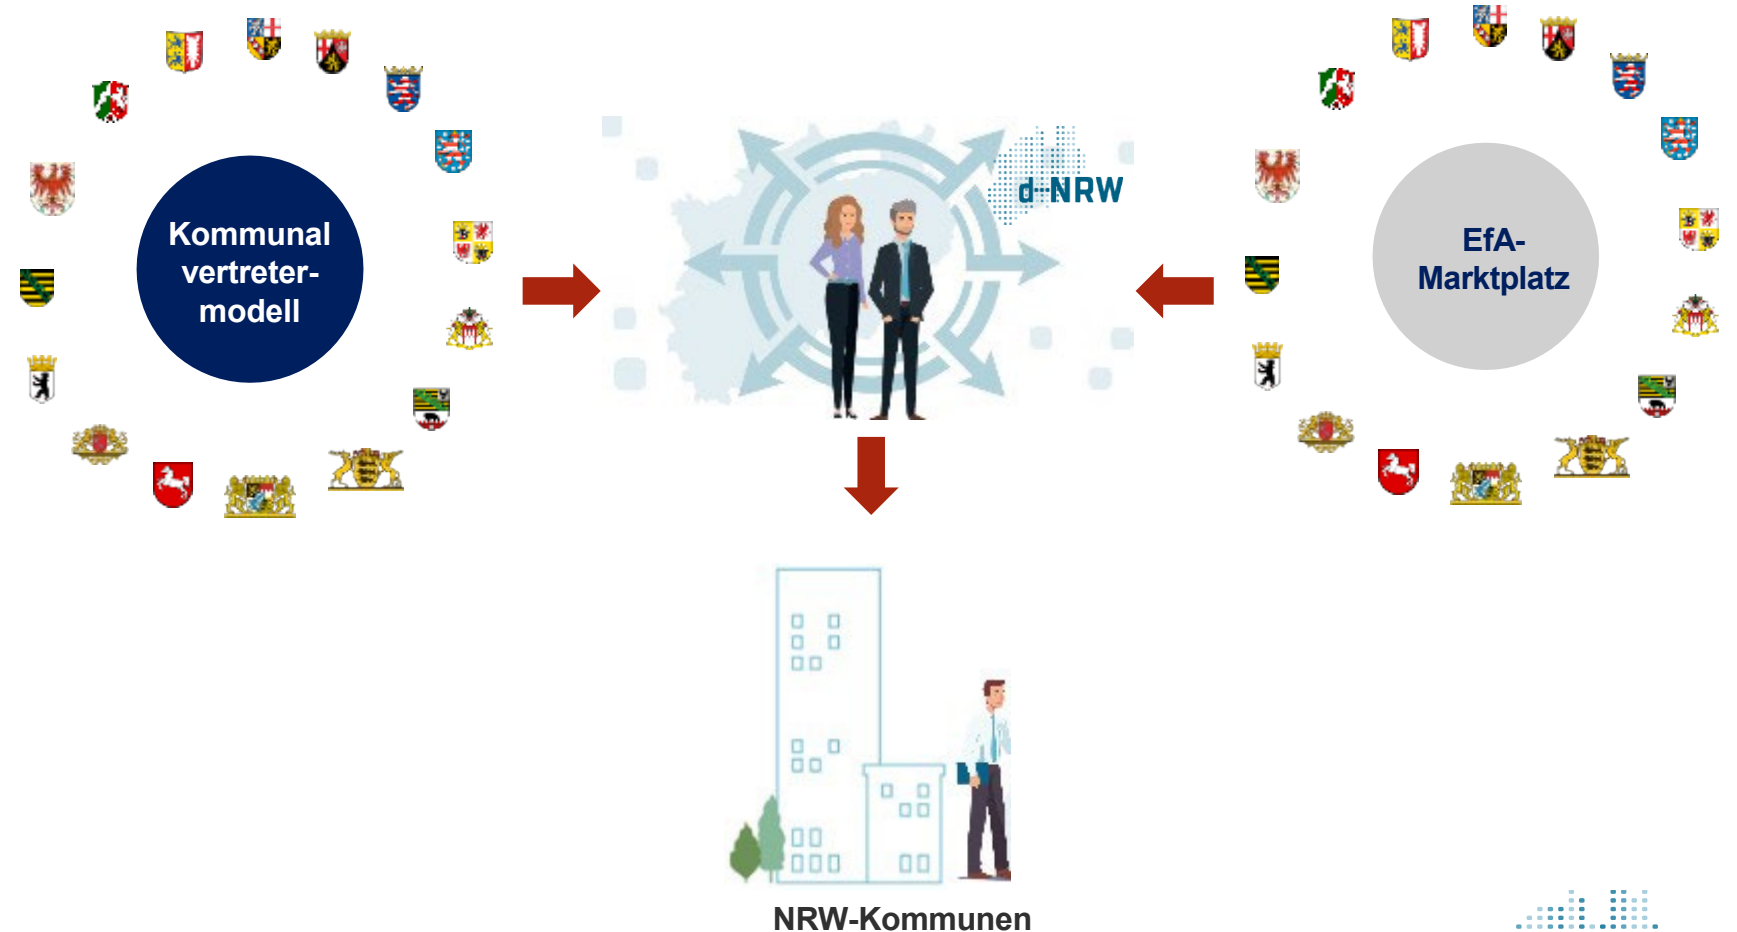 Kommunal
vertreter-
modell
d-NRW
EfA-
Marktplatz
NRW-Kommunen